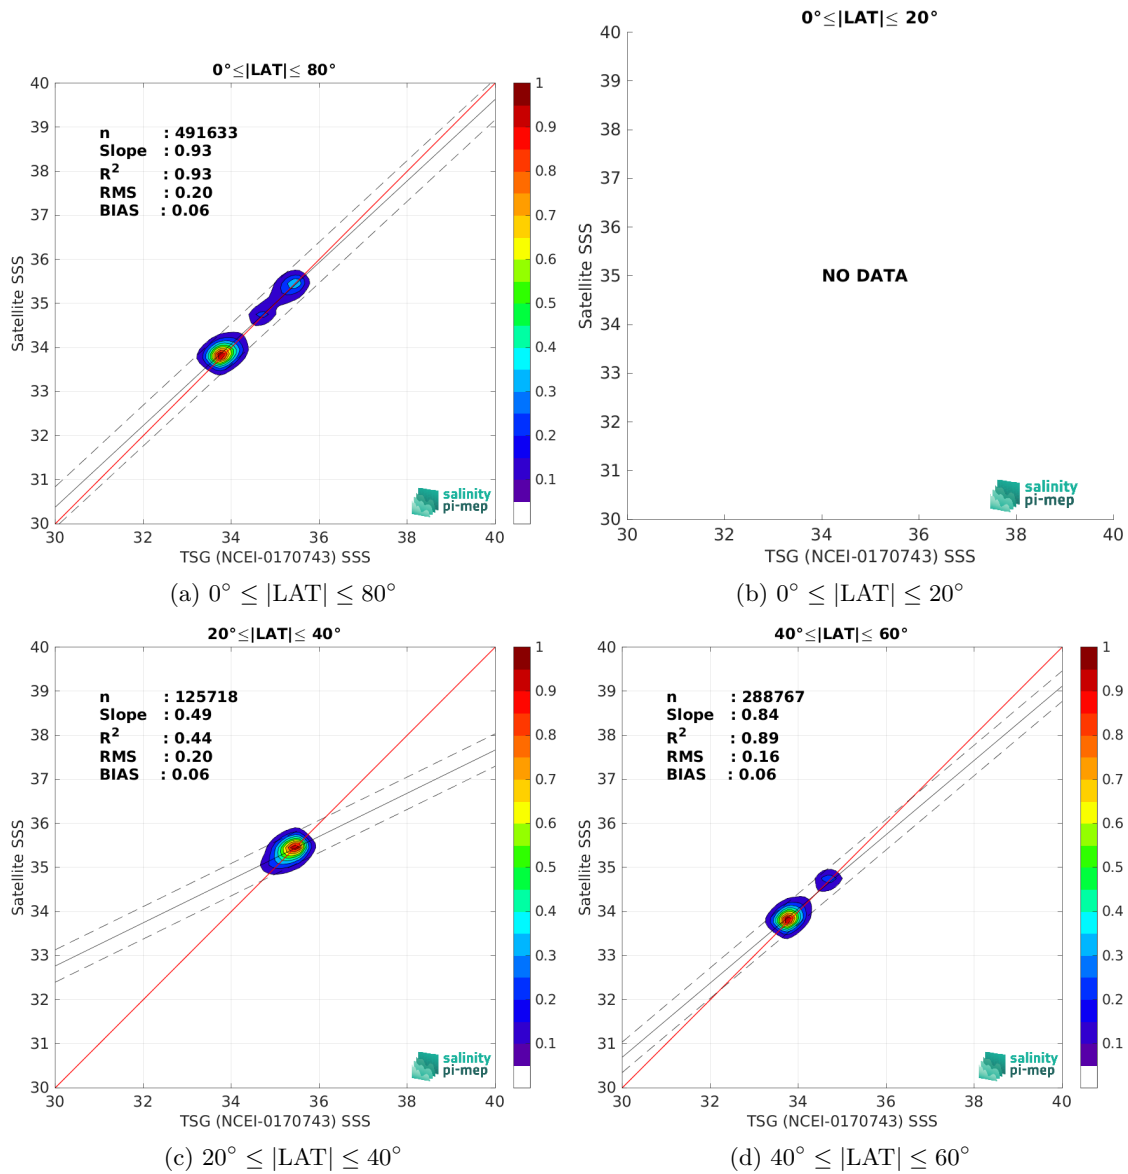 0°≤|LAT|≤ 80°
40
39
38
37
36
35
34
33
32
31
30
Satellite SSS
n : 491633
Slope : 0.93
R² : 0.93
RMS : 0.20
BIAS : 0.06
salinity
pi-mep
30 32 34 36 38 40
TSG (NCEI-0170743) SSS
1
0.9
0.8
0.7
0.6
0.5
0.4
0.3
0.2
0.1
(a) 0° ≤ |LAT| ≤ 80°
0°≤|LAT|≤ 20°
40
39
38
37
36
35
34
33
32
31
30
Satellite SSS
NO DATA
salinity
pi-mep
30 32 34 36 38 40
TSG (NCEI-0170743) SSS
(b) 0° ≤ |LAT| ≤ 20°
20°≤|LAT|≤ 40°
40
39
38
37
36
35
34
33
32
31
30
Satellite SSS
n : 125718
Slope : 0.49
R² : 0.44
RMS : 0.20
BIAS : 0.06
salinity
pi-mep
30 32 34 36 38 40
TSG (NCEI-0170743) SSS
1
0.9
0.8
0.7
0.6
0.5
0.4
0.3
0.2
0.1
(c) 20° ≤ |LAT| ≤ 40°
40°≤|LAT|≤ 60°
40
39
38
37
36
35
34
33
32
31
30
Satellite SSS
n : 288767
Slope : 0.84
R² : 0.89
RMS : 0.16
BIAS : 0.06
salinity
pi-mep
30 32 34 36 38 40
TSG (NCEI-0170743) SSS
1
0.9
0.8
0.7
0.6
0.5
0.4
0.3
0.2
0.1
(d) 40° ≤ |LAT| ≤ 60°